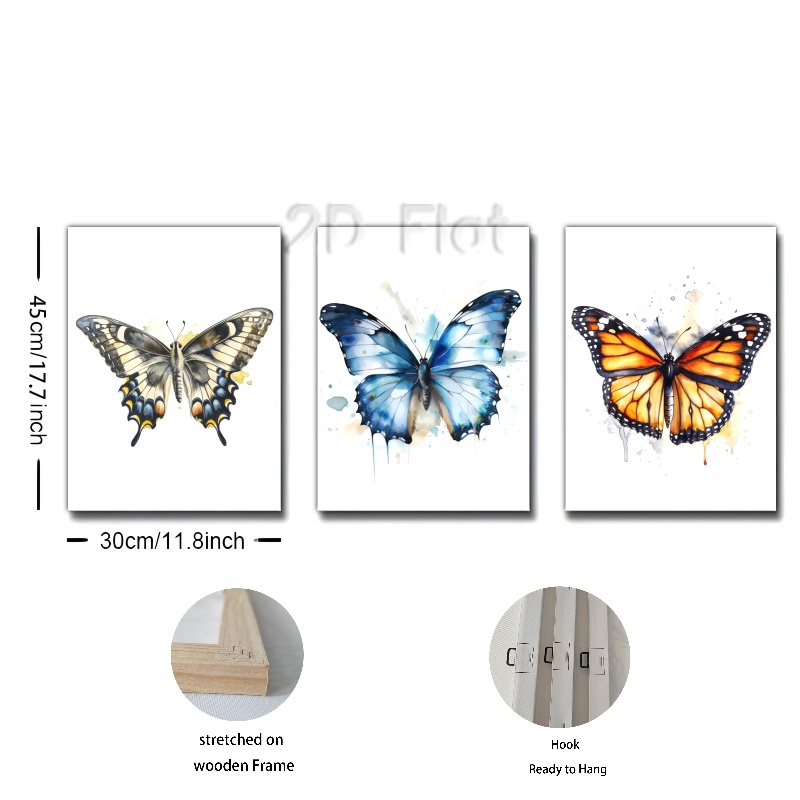 2D Flat
45cm/17.7inch
30cm/11.8inch
stretched on
wooden Frame
Hook
Ready to Hang